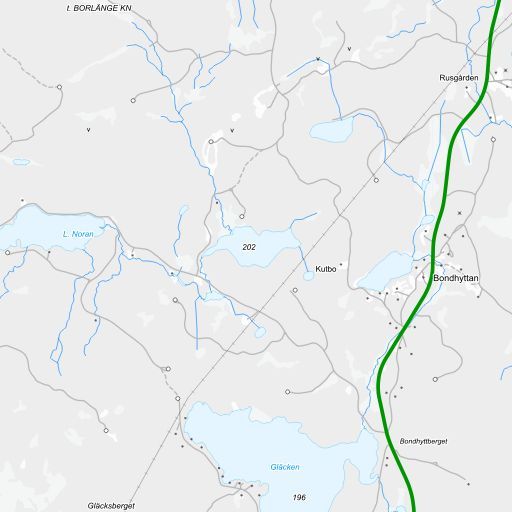 t. BORLÄNGE KN
Rusgården
L. Noran
202
Kutbo
Bondhyttan
Bondhyttberget
Gläcken
196
Gläcksberget